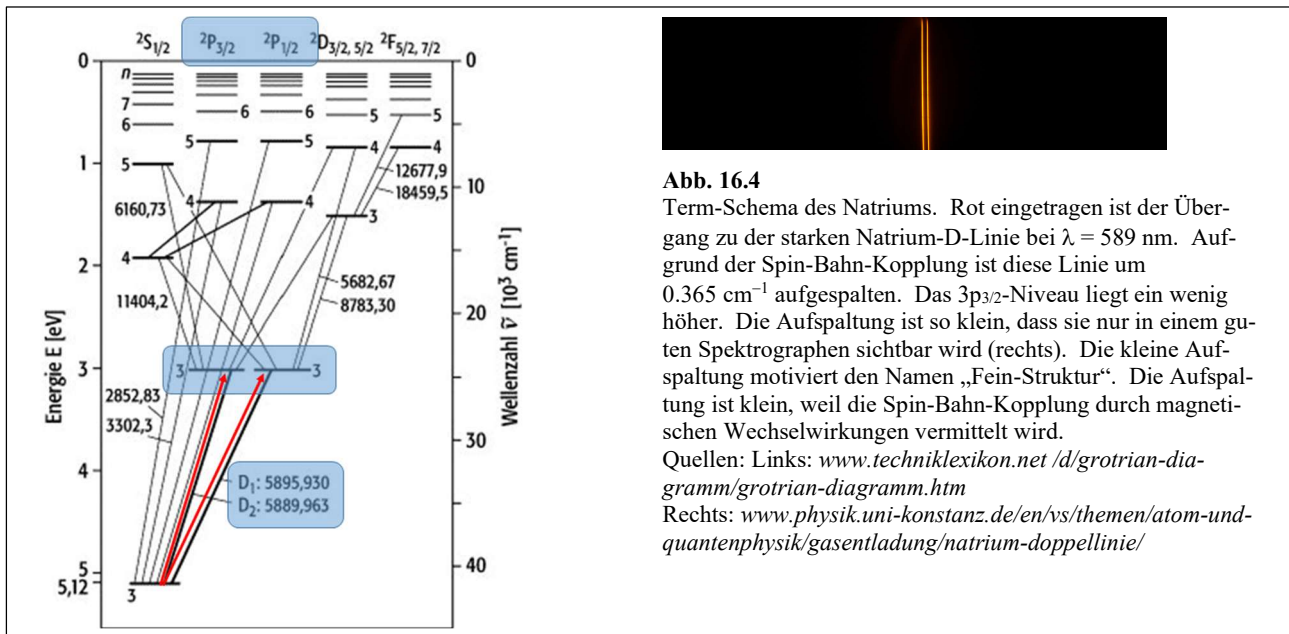 ²S₁/₂ ²P₃/₂ ²P₁/₂ ²D₃/₂, ₅/₂ ²F₅/₂, ₇/₂
0 0
n
7 6 6 5
6 5
5 5 4 4
1
5
12677,9
18459,5
10
6160,73 4 4
3
4
2
5682,67
11404,2 8783,30
20
3 3 3
2852,83
3302,3
30
4
D₁: 5895,930
D₂: 5889,963
5
5,12
3
40
Energie E [eV]
Wellenzahl ṽ [10³ cm⁻¹]
Abb. 16.4
Term-Schema des Natriums. Rot eingetragen ist der Über-
gang zu der starken Natrium-D-Linie bei λ = 589 nm. Auf-
grund der Spin-Bahn-Kopplung ist diese Linie um
0.365 cm⁻¹ aufgespalten. Das 3p₃/₂-Niveau liegt ein wenig
höher. Die Aufspaltung ist so klein, dass sie nur in einem gu-
ten Spektrographen sichtbar wird (rechts). Die kleine Auf-
spaltung motiviert den Namen „Fein-Struktur“. Die Aufspal-
tung ist klein, weil die Spin-Bahn-Kopplung durch magneti-
schen Wechselwirkungen vermittelt wird.
Quellen: Links: www.techniklexikon.net /d/grotrian-dia-
gramm/grotrian-diagramm.htm
Rechts: www.physik.uni-konstanz.de/en/vs/themen/atom-und-
quantenphysik/gasentladung/natrium-doppellinie/